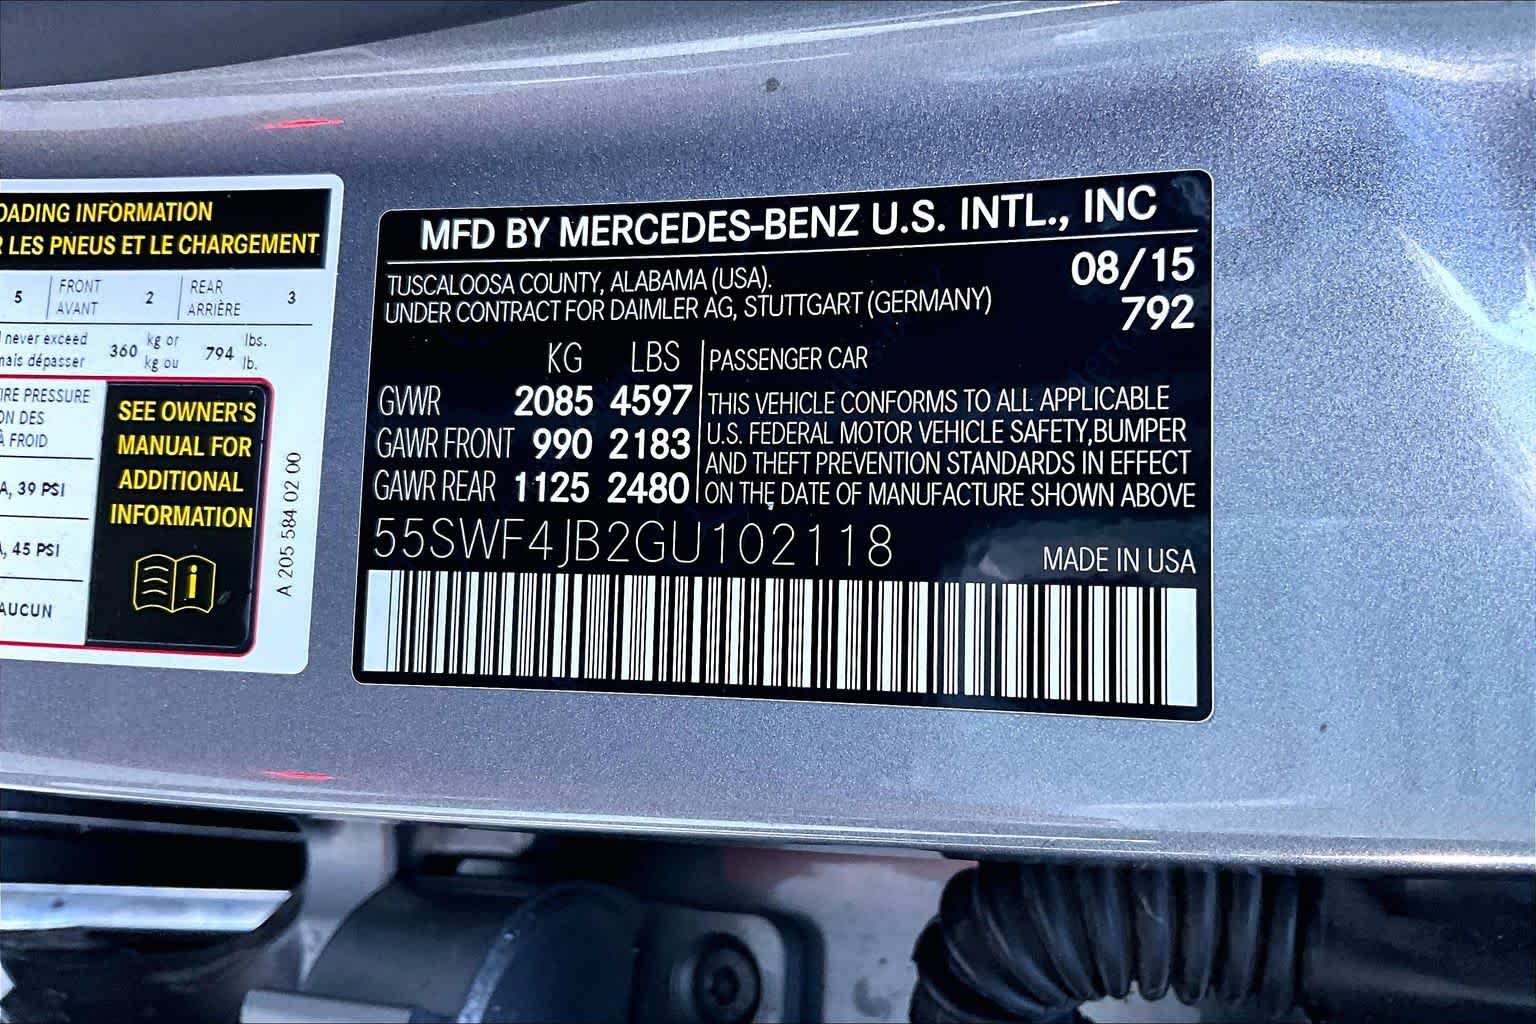 OADING INFORMATION
R LES PNEUS ET LE CHARGEMENT
5 FRONT AVANT 2 REAR ARRIÈRE 3
never exceed 360 kg or 794 lbs.
mais dépasser kg ou lb.
IRE PRESSURE
ON DES
À FROID
A, 39 PSI
A, 45 PSI
AUCUN
SEE OWNER'S
MANUAL FOR
ADDITIONAL
INFORMATION
i
A 205 584 02 00
MFD BY MERCEDES-BENZ U.S. INTL., INC
TUSCALOOSA COUNTY, ALABAMA (USA). 08/15
UNDER CONTRACT FOR DAIMLER AG, STUTTGART (GERMANY) 792
KG LBS
GVWR 2085 4597
GAWR FRONT 990 2183
GAWR REAR 1125 2480
PASSENGER CAR
THIS VEHICLE CONFORMS TO ALL APPLICABLE
U.S. FEDERAL MOTOR VEHICLE SAFETY,BUMPER
AND THEFT PREVENTION STANDARDS IN EFFECT
ON THE DATE OF MANUFACTURE SHOWN ABOVE
55SWF4JB2GU102118
MADE IN USA